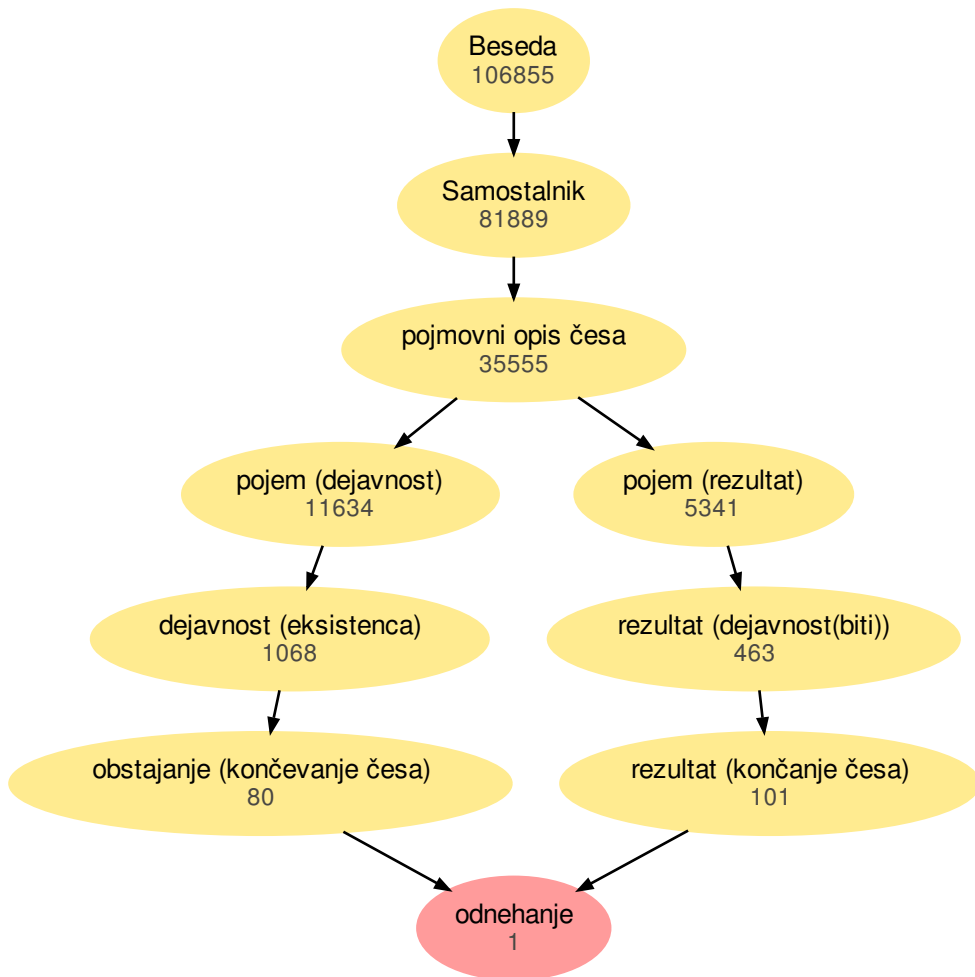 Beseda
106855
Samostalnik
81889
pojmovni opis česa
35555
pojem (dejavnost)
11634
pojem (rezultat)
5341
dejavnost (eksistenca)
1068
rezultat (dejavnost(biti))
463
obstajanje (končevanje česa)
80
rezultat (končanje česa)
101
odnehanje
1